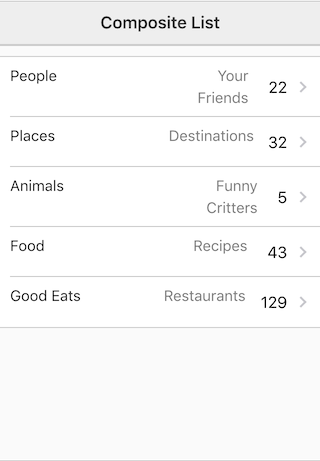 Composite List
People Your Friends 22
Places Destinations 32
Animals Funny Critters 5
Food Recipes 43
Good Eats Restaurants 129